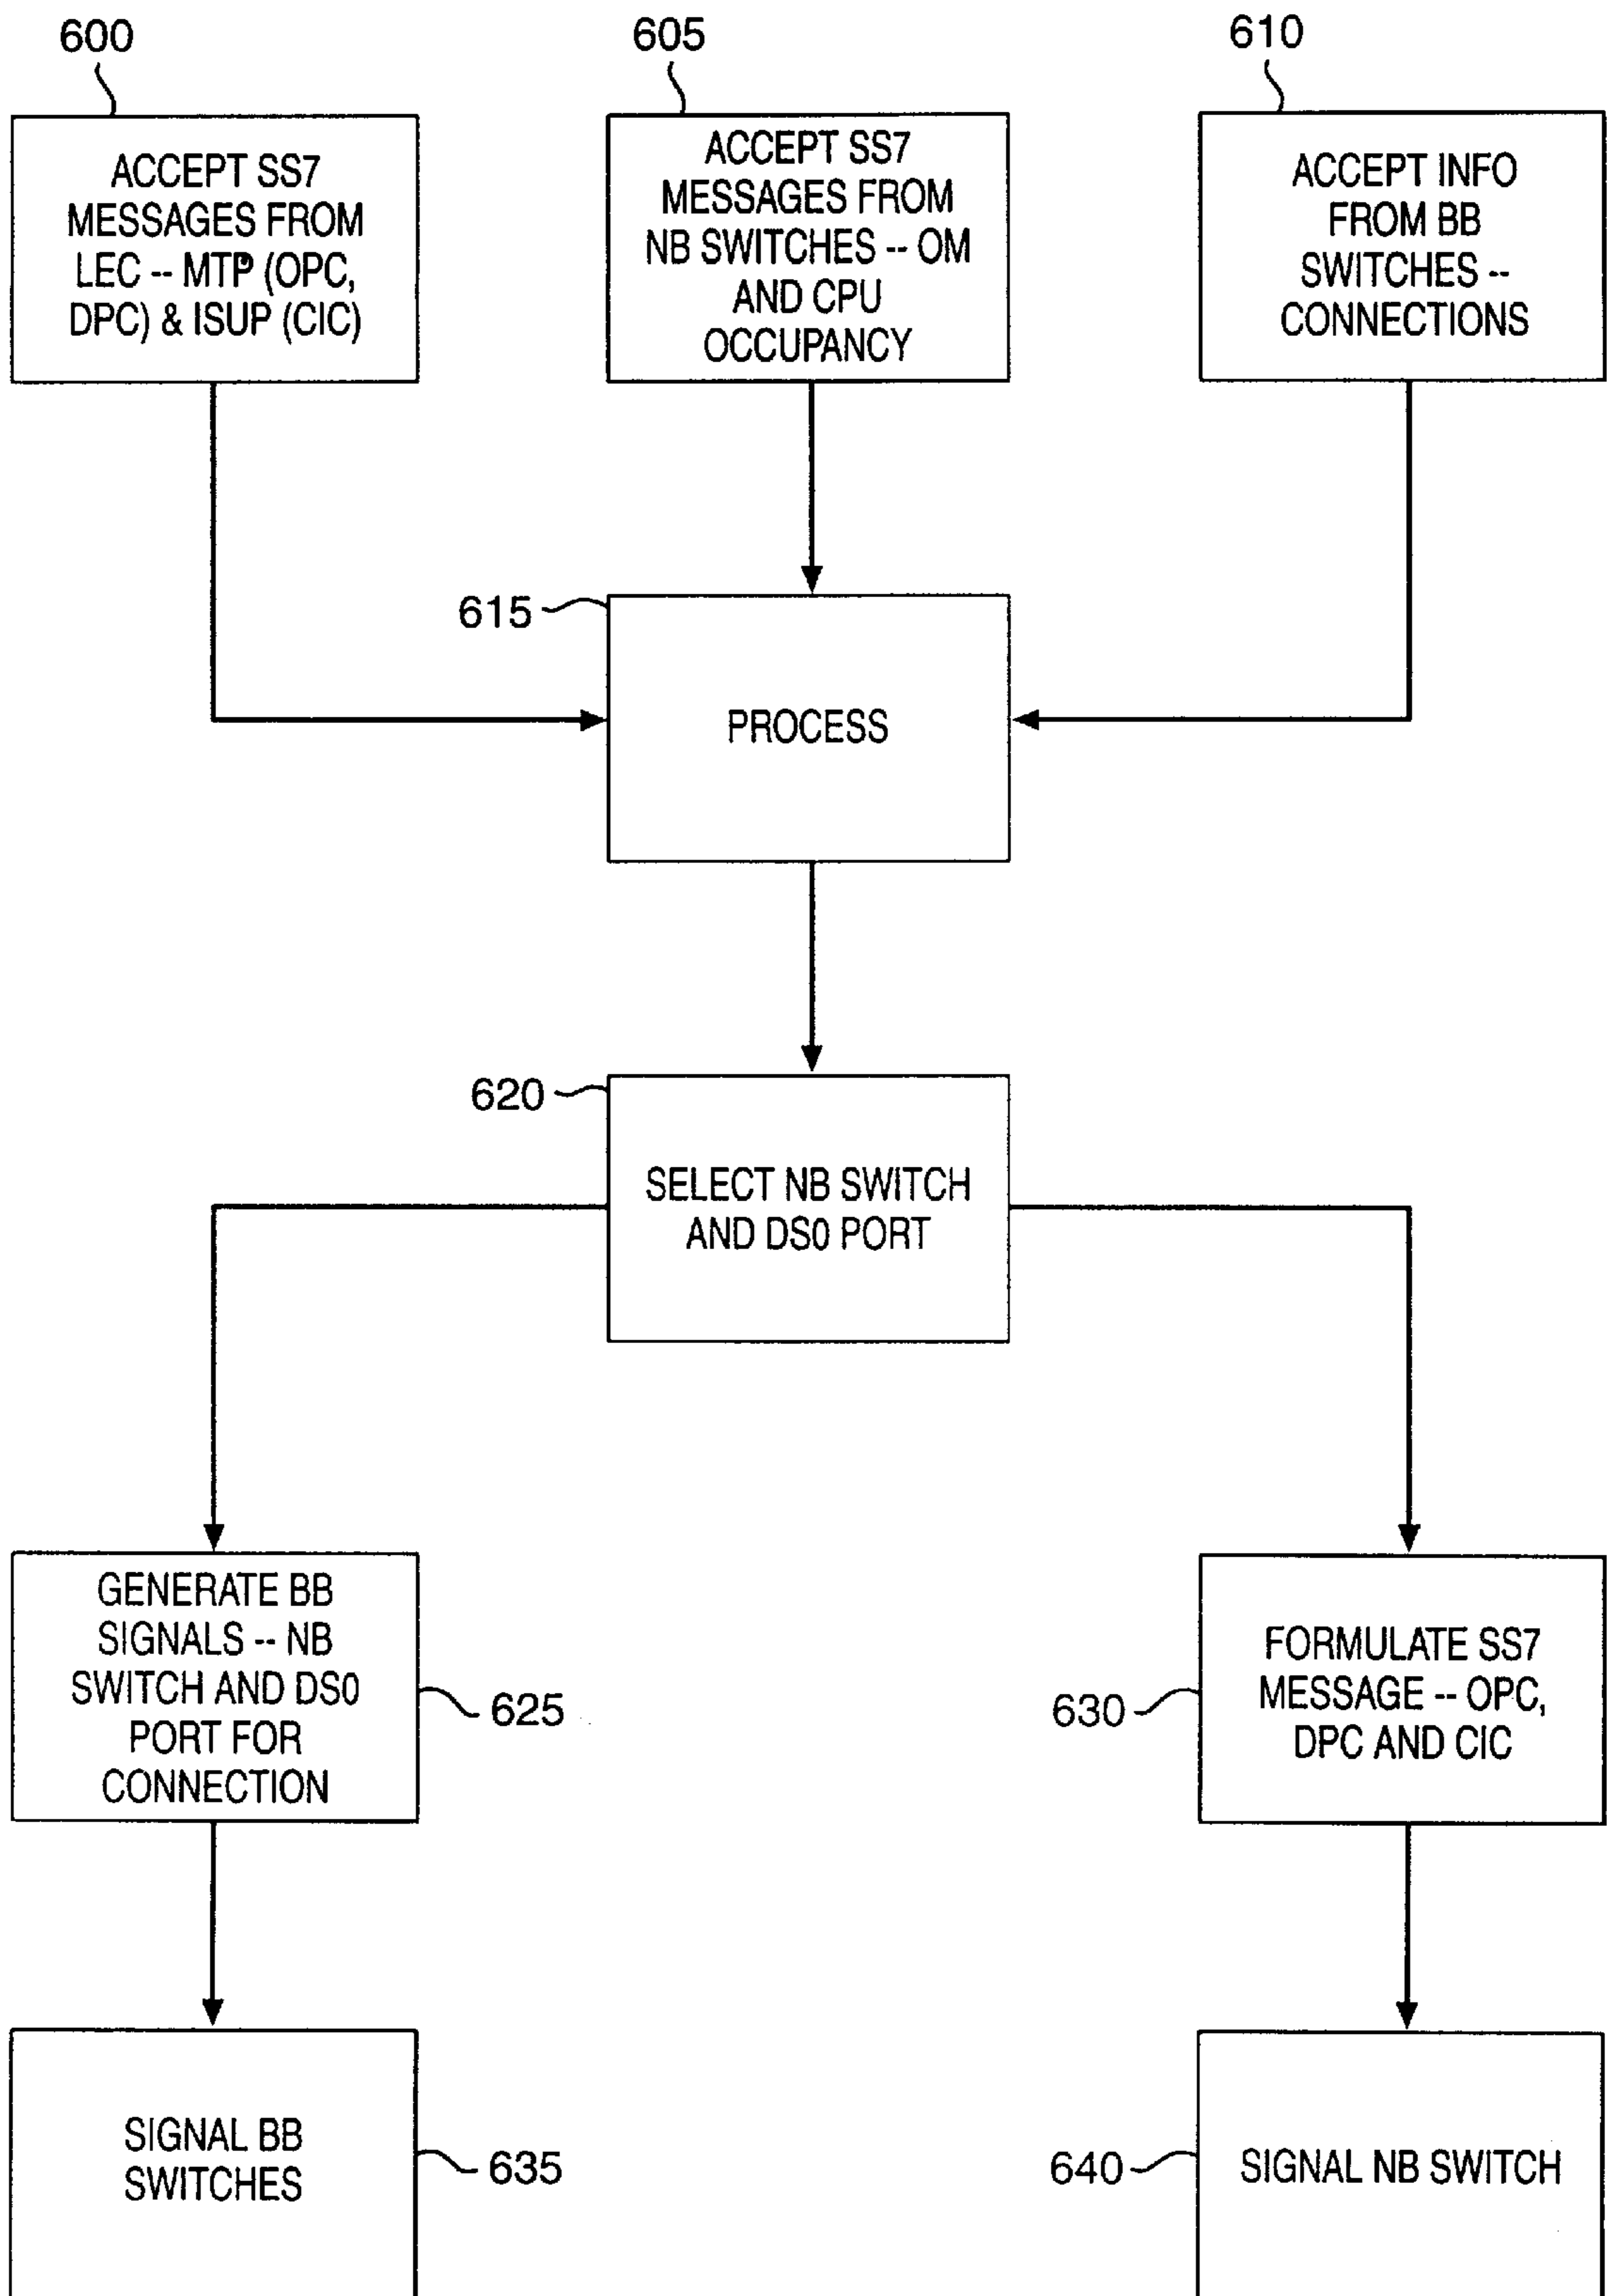 600
ACCEPT SS7
MESSAGES FROM
LEC -- MTP (OPC,
DPC) & ISUP (CIC)
605
ACCEPT SS7
MESSAGES FROM
NB SWITCHES -- OM
AND CPU
OCCUPANCY
610
ACCEPT INFO
FROM BB
SWITCHES --
CONNECTIONS
615
PROCESS
620
SELECT NB SWITCH
AND DS0 PORT
GENERATE BB
SIGNALS -- NB
SWITCH AND DS0
PORT FOR
CONNECTION
625
630
FORMULATE SS7
MESSAGE -- OPC,
DPC AND CIC
SIGNAL BB
SWITCHES
635
640
SIGNAL NB SWITCH